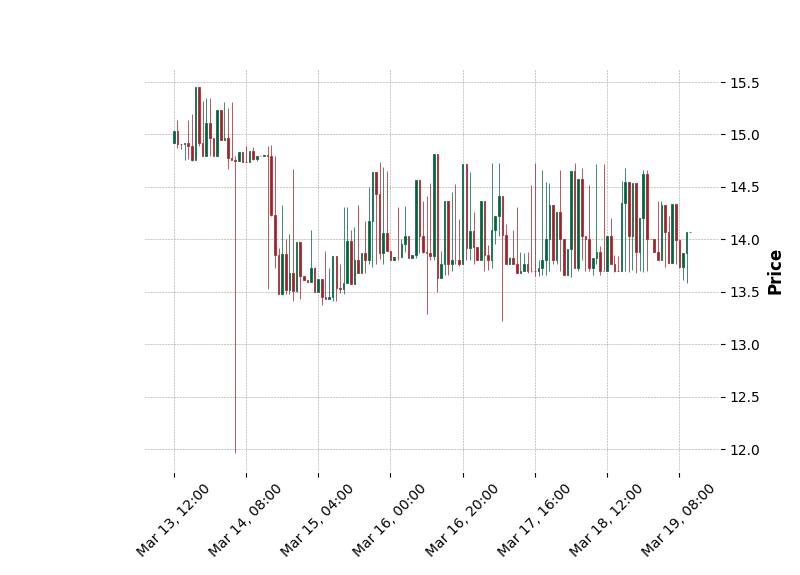 15.5
15.0
14.5
14.0
13.5
13.0
12.5
12.0
Price
Mar 13, 12:00
Mar 14, 08:00
Mar 15, 04:00
Mar 16, 00:00
Mar 16, 20:00
Mar 17, 16:00
Mar 18, 12:00
Mar 19, 08:00